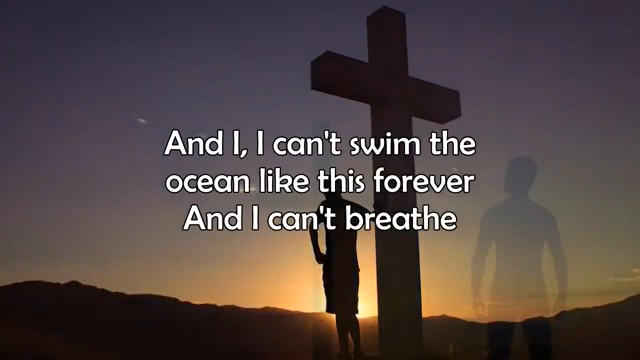 And I, I can't swim the
ocean like this forever
And I can't breathe